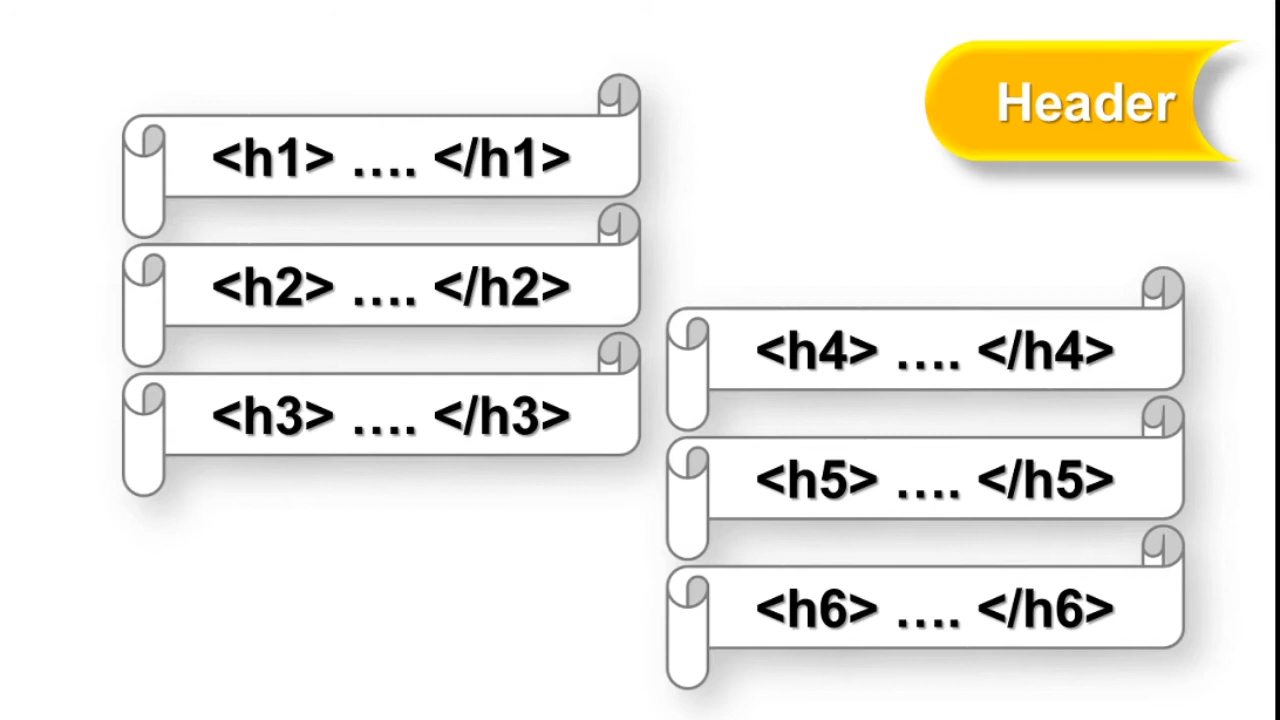 Header
<h1> .... </h1>
<h2> .... </h2>
<h3> .... </h3>
<h4> .... </h4>
<h5> .... </h5>
<h6> .... </h6>